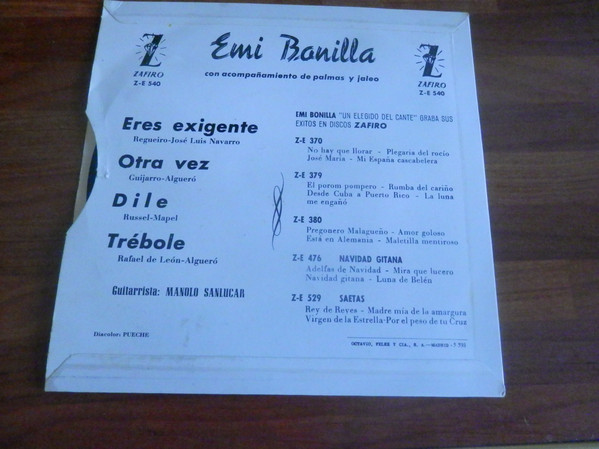 Emi Bonilla
con acompañamiento de palmas y jaleo
Z
ZAFIRO
Z-E 540
Z
ZAFIRO
Z-E 540
Eres exigente
Regueiro-José Luis Navarro
Otra vez
Guijarro-Algueró
Dile
Russel-Mapel
Trébole
Rafael de León-Algueró
Guitarrista: MANOLO SANLUCAR
Discolor: PUECHE
EMI BONILLA "UN ELEGIDO DEL CANTE" GRABA SUS
EXITOS EN DISCOS ZAFIRO
Z-E 370
No hay que llorar - Plegaria del rocío
José María - Mi España cascabelera
Z-E 379
El porom pompero - Rumba del cariño
Desde Cuba a Puerto Rico - La luna
me engañó
Z-E 380
Pregonero Malagueño - Amor gloloso
Está en Alemania - Maletilla mentiroso
Z-E 476 NAVIDAD GITANA
Adelfas de Navidad - Mira que lucero
Navidad gitana - Luna de Belén
Z-E 529 SAETAS
Rey de Reyes - Madre mía de la amargura
Virgen de la Estrella-Por el peso de tu Cruz
FELIPE Y CIA., S. A.—MADRID